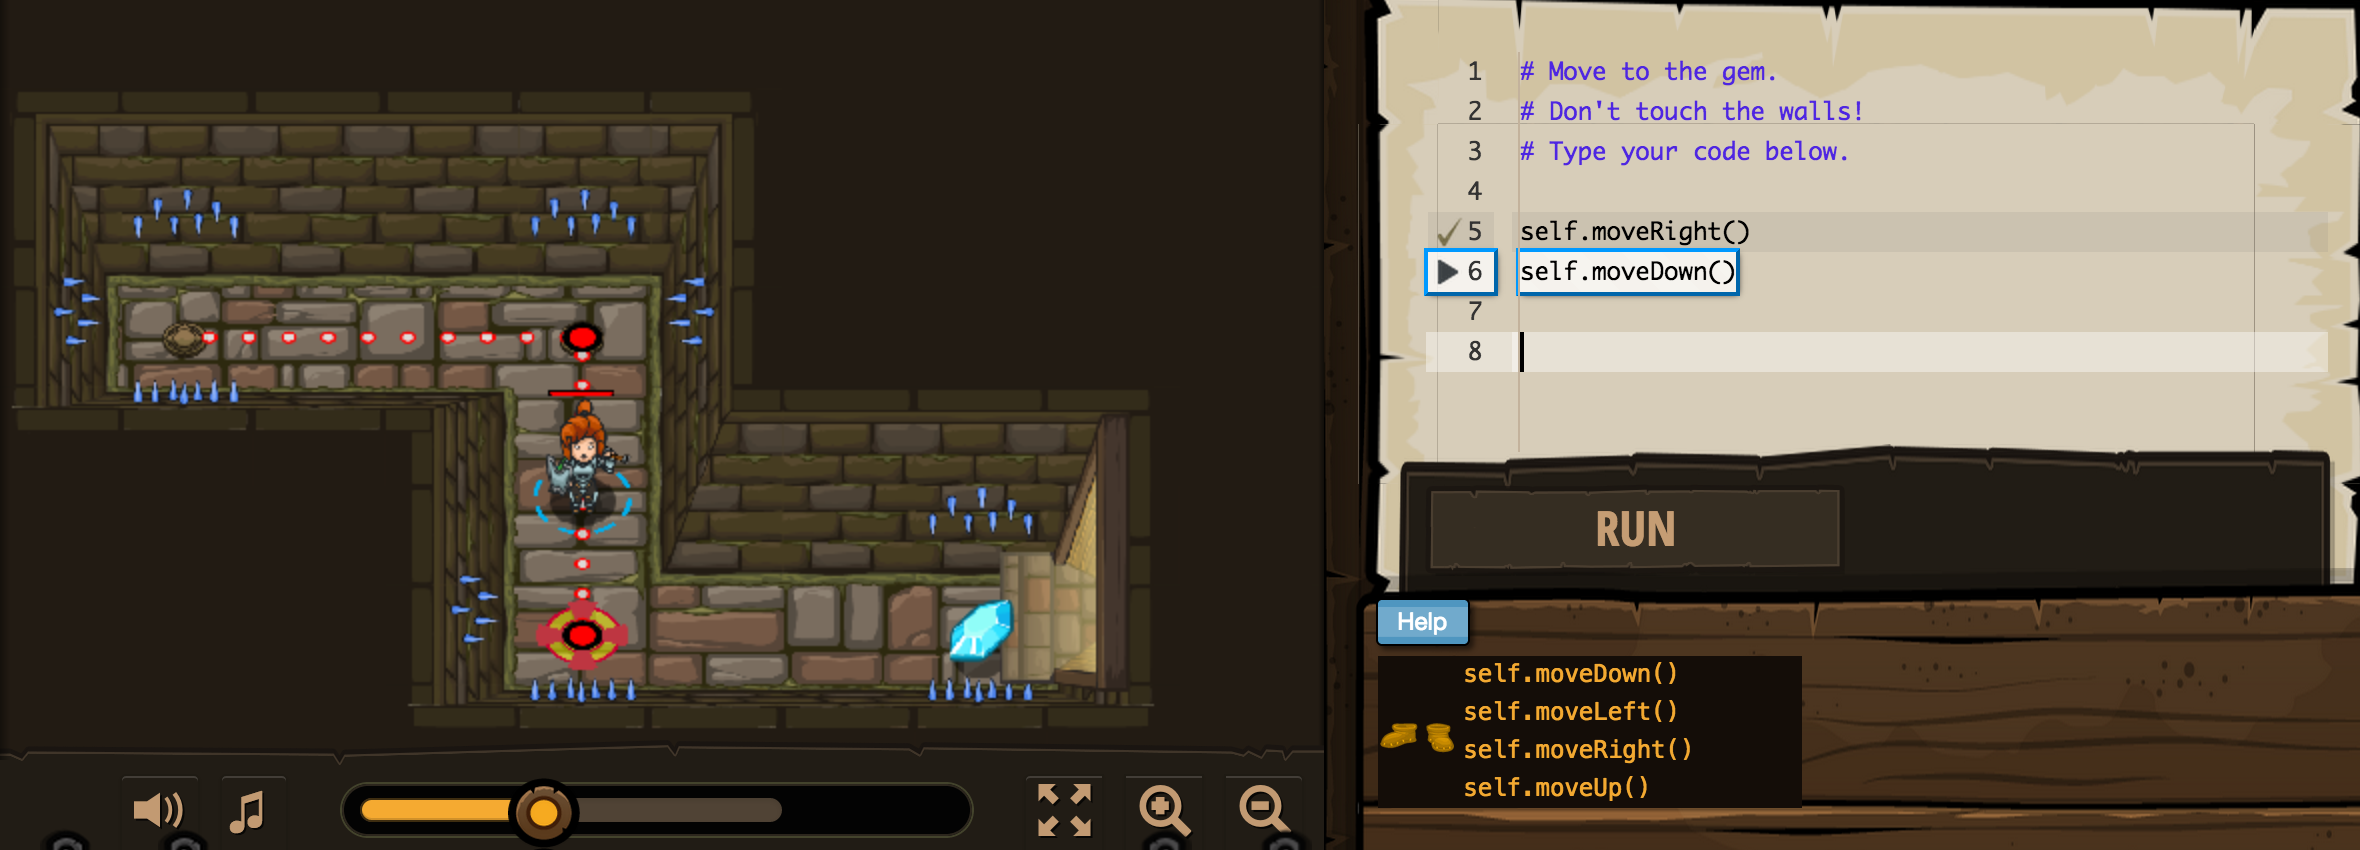 1 # Move to the gem.
2 # Don't touch the walls!
3 # Type your code below.
4
5 self.moveRight()
6 self.moveDown()
7
8
RUN
Help
self.moveDown()
self.moveLeft()
self.moveRight()
self.moveUp()